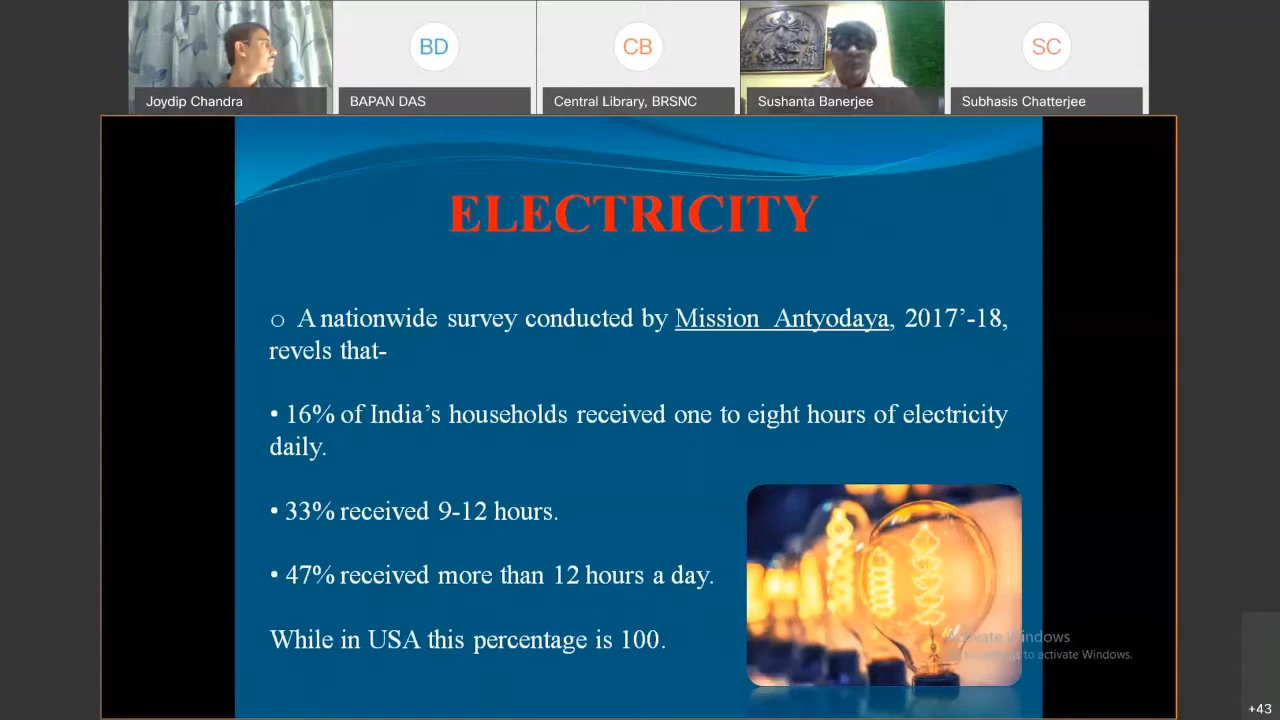 BD
CB
SC
Joydip Chandra
BAPAN DAS
Central Library, BRSNC
Sushanta Banerjee
Subhasis Chatterjee
ELECTRICITY
o A nationwide survey conducted by Mission Antyodaya, 2017’-18,
revels that-
• 16% of India’s households received one to eight hours of electricity
daily.
• 33% received 9-12 hours.
• 47% received more than 12 hours a day.
While in USA this percentage is 100.
Activate Windows
to activate Windows.
+43